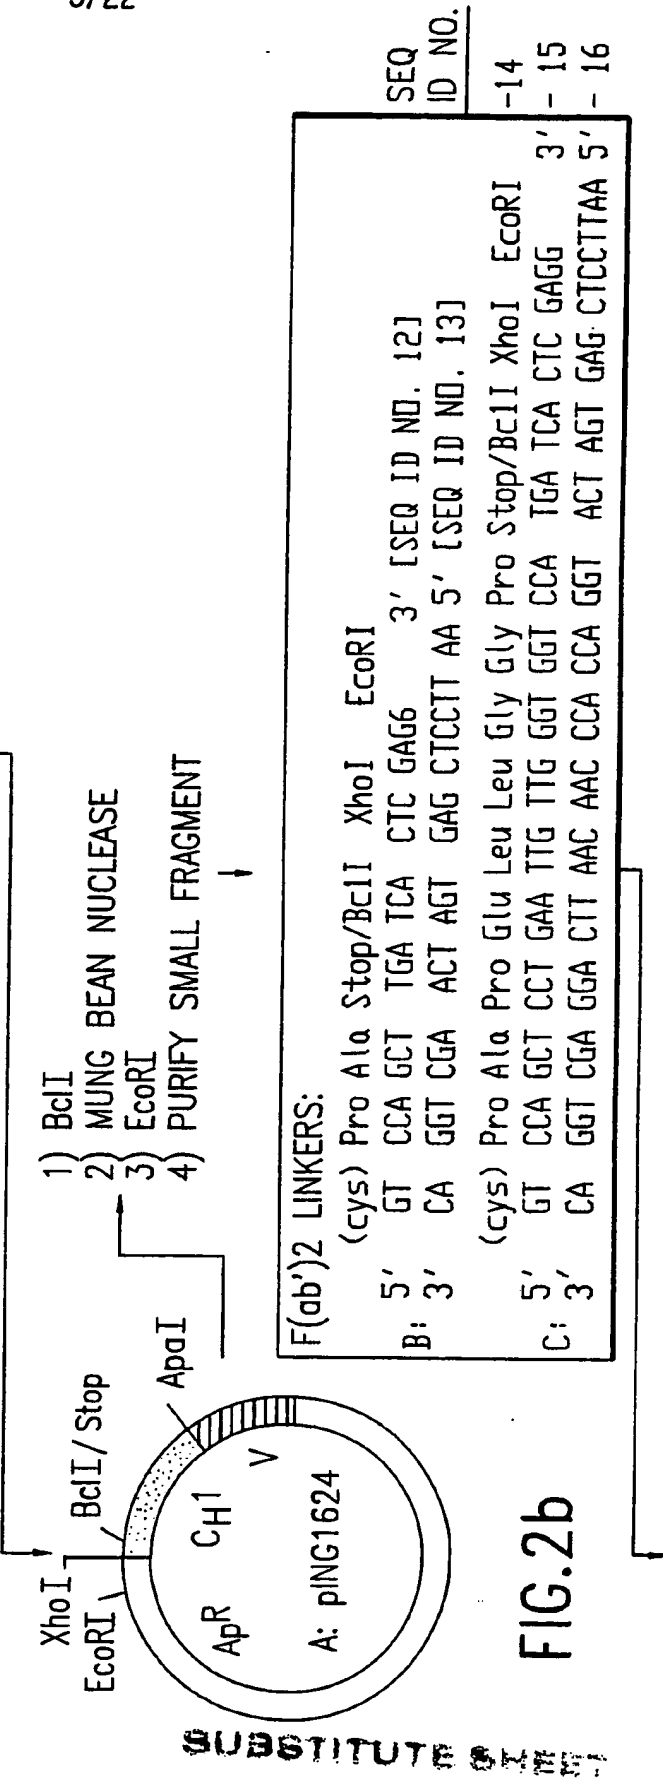 XhoI
EcoRI
BclI/Stop
ApaI
ApR
CH1
V
A: pING1624
1) BclI
2) MUNG BEAN NUCLEASE
3) EcoRI
4) PURIFY SMALL FRAGMENT
F(ab')2 LINKERS:
(cys) Pro Ala Stop/BclI XhoI EcoRI
B: 5' GT CCA GCT TGA TCA CTC GAG6 3' [SEQ ID NO. 12]
3' CA GGT CGA ACT AGT GAG CTCCTT AA 5' [SEQ ID NO. 13]
SEQ
ID NO.
(cys) Pro Ala Pro Glu Leu Leu Gly Gly Pro Stop/BclI XhoI EcoRI -14
C: 5' GT CCA GCT CCT GAA TTG TTG GGT GGT CCA TGA TCA CTC GAGG 3' - 15
3' CA GGT CGA GGA CTT AAC AAC CCA CCA GGT ACT AGT GAG CTCCTTAA 5' - 16
FIG.2b
SUBSTITUTE SHEET